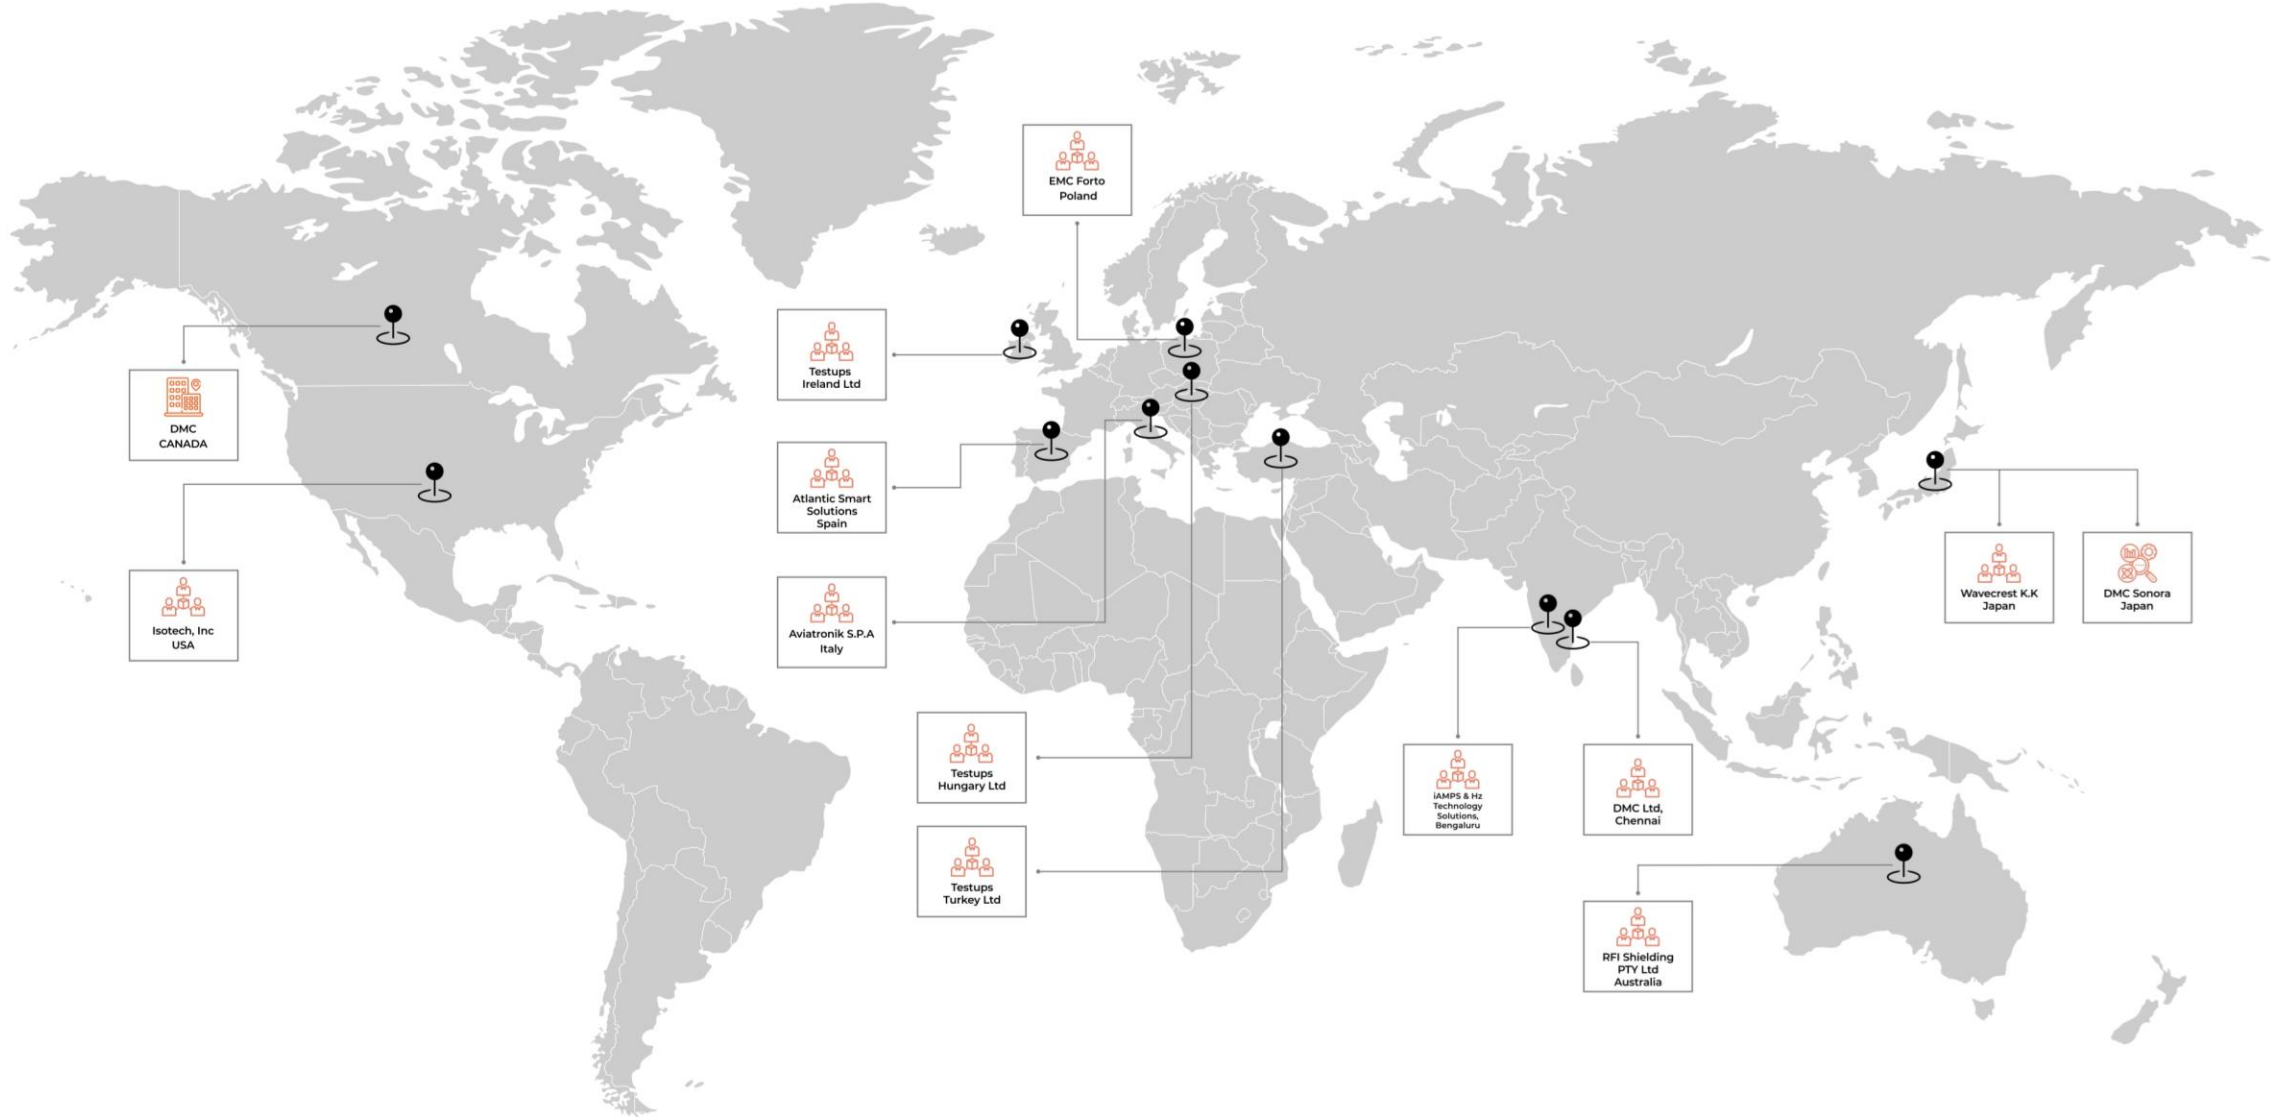 EMC Forto
Poland
Testups
Ireland Ltd
DMC
CANADA
Atlantic Smart
Solutions
Spain
Isotech, Inc
USA
Aviatronik S.P.A
Italy
Wavecrest K.K
Japan
DMC Sonora
Japan
Testups
Hungary Ltd
iAMPS & Hz
Technology
Solutions,
Bengaluru
DMC Ltd,
Chennai
Testups
Turkey Ltd
RFI Shielding
PTY Ltd
Australia